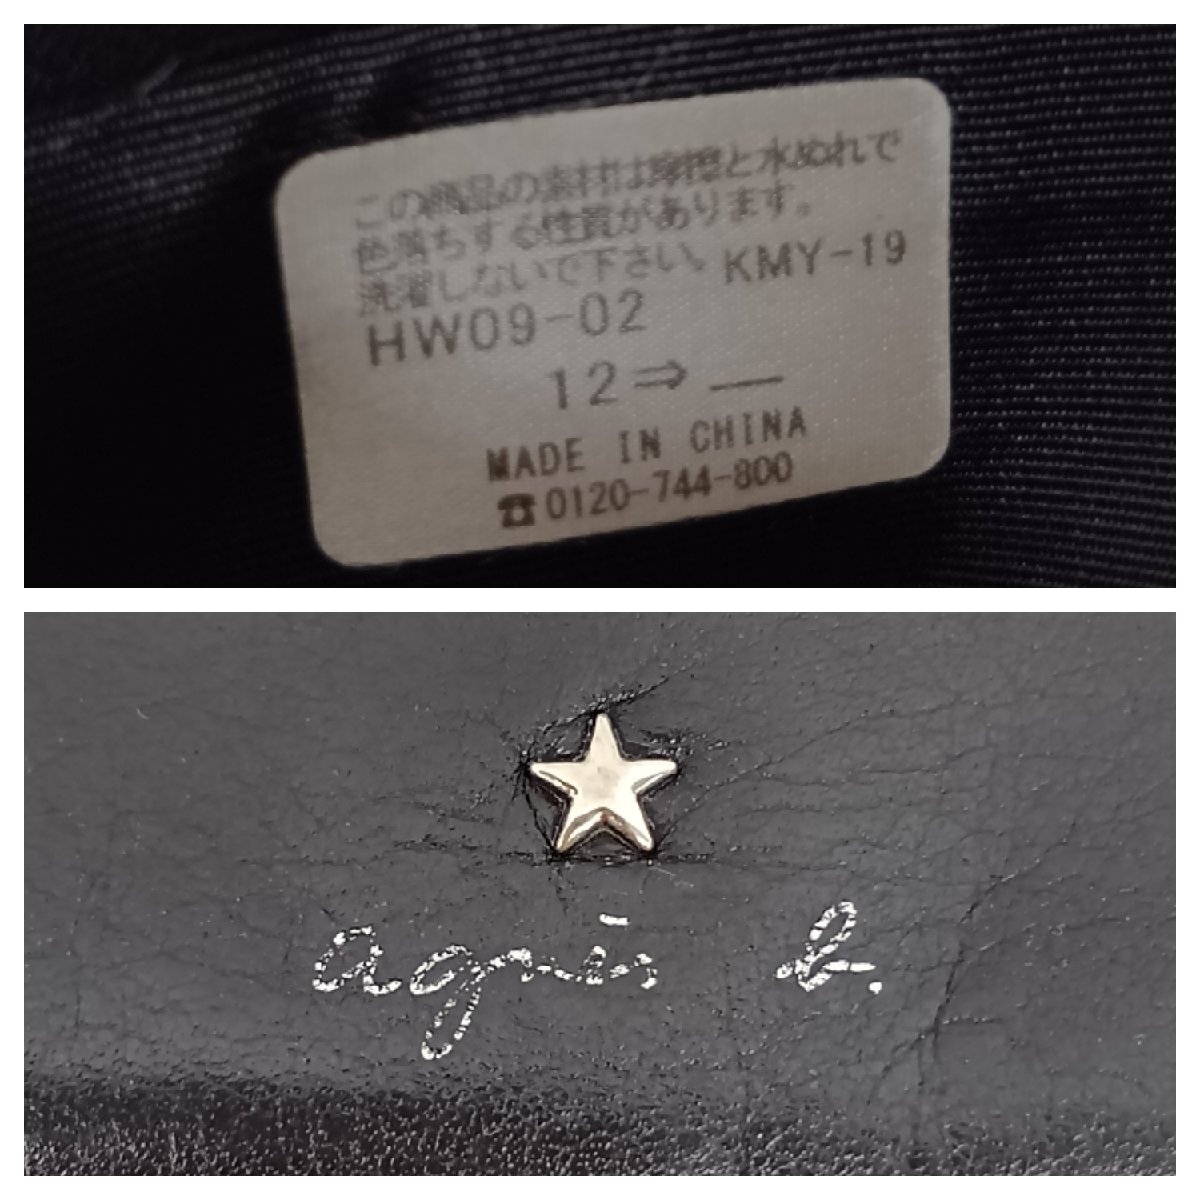 この商品の素材は摩擦と水ぬれで
色落ちする性質があります。
洗濯しないで下さい。 KMY-19
HW09-02
12⇒__
MADE IN CHINA
☎0120-744-800
agnès b.